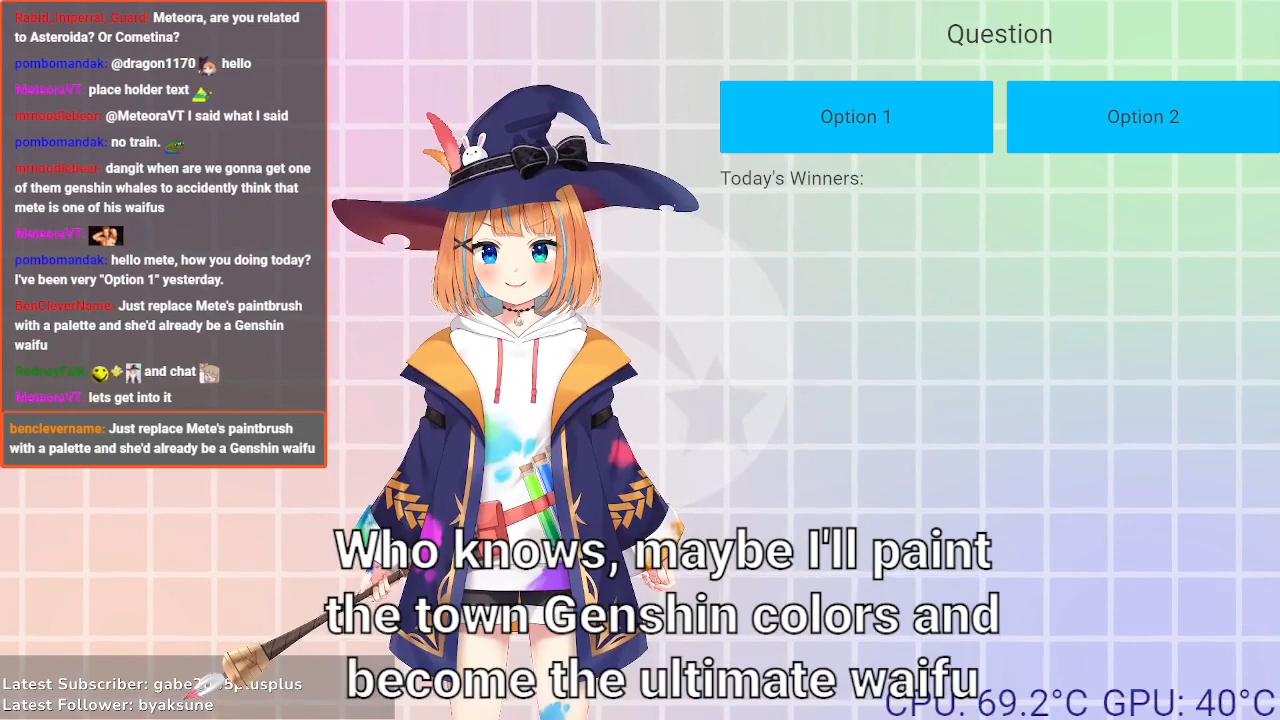 Rabid_Imperial_Guard: Meteora, are you related
to Asteroida? Or Cometina?
pombomandak: @dragon1170 hello
MeteoraVT: place holder text
mrnoodlebear: @MeteoraVT I said what I said
pombomandak: no train.
mrnoodlebear: dangit when are we gonna get one
of them genshin whales to accidently think that
mete is one of his waifus
MeteoraVT:
pombomandak: hello mete, how you doing today?
I've been very "Option 1" yesterday.
BenCleverName: Just replace Mete's paintbrush
with a palette and she'd already be a Genshin
waifu
RodneyFalk: and chat
MeteoraVT: lets get into it
benclevername: Just replace Mete's paintbrush
with a palette and she'd already be a Genshin waifu
Question
Option 1
Option 2
Today's Winners:
Who knows, maybe I'll paint
the town Genshin colors and
become the ultimate waifu
Latest Subscriber:
Latest Follower: byaksune
CPU: 69.2°C GPU: 40°C